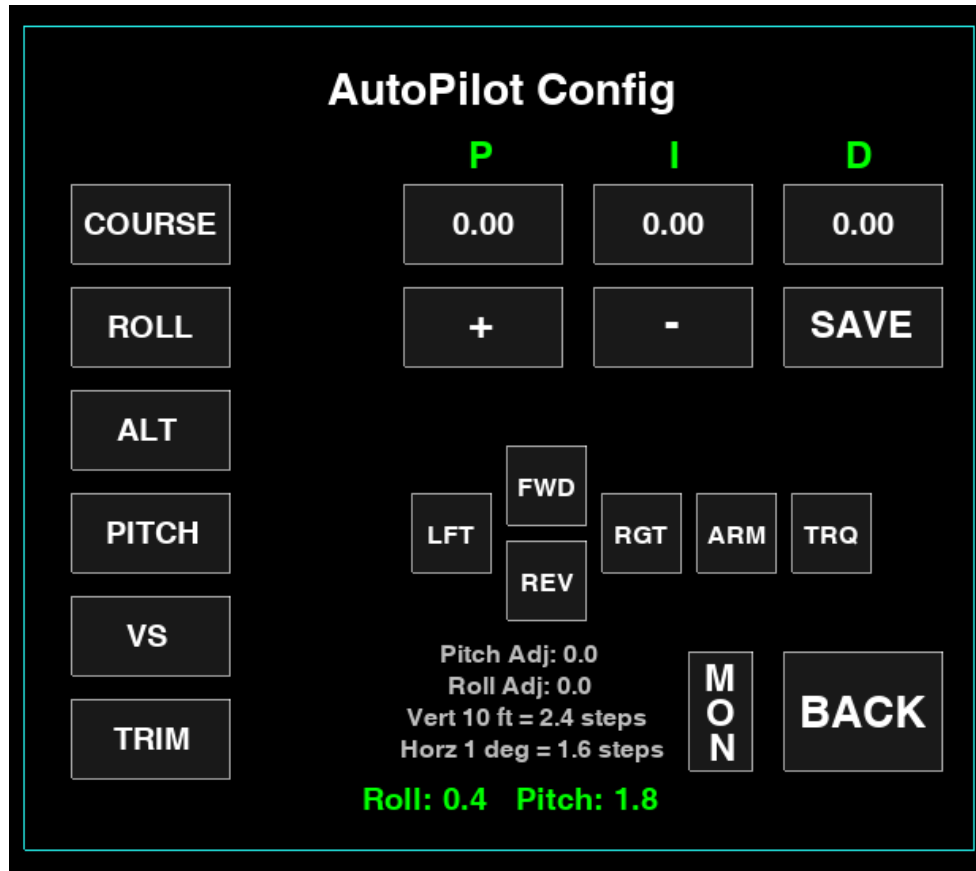 AutoPilot Config
P I D
COURSE 0.00 0.00 0.00
ROLL + - SAVE
ALT
FWD
PITCH LFT RGT ARM TRQ
REV
VS
Pitch Adj: 0.0
Roll Adj: 0.0
Vert 10 ft = 2.4 steps
Horz 1 deg = 1.6 steps
MON
BACK
TRIM
Roll: 0.4 Pitch: 1.8